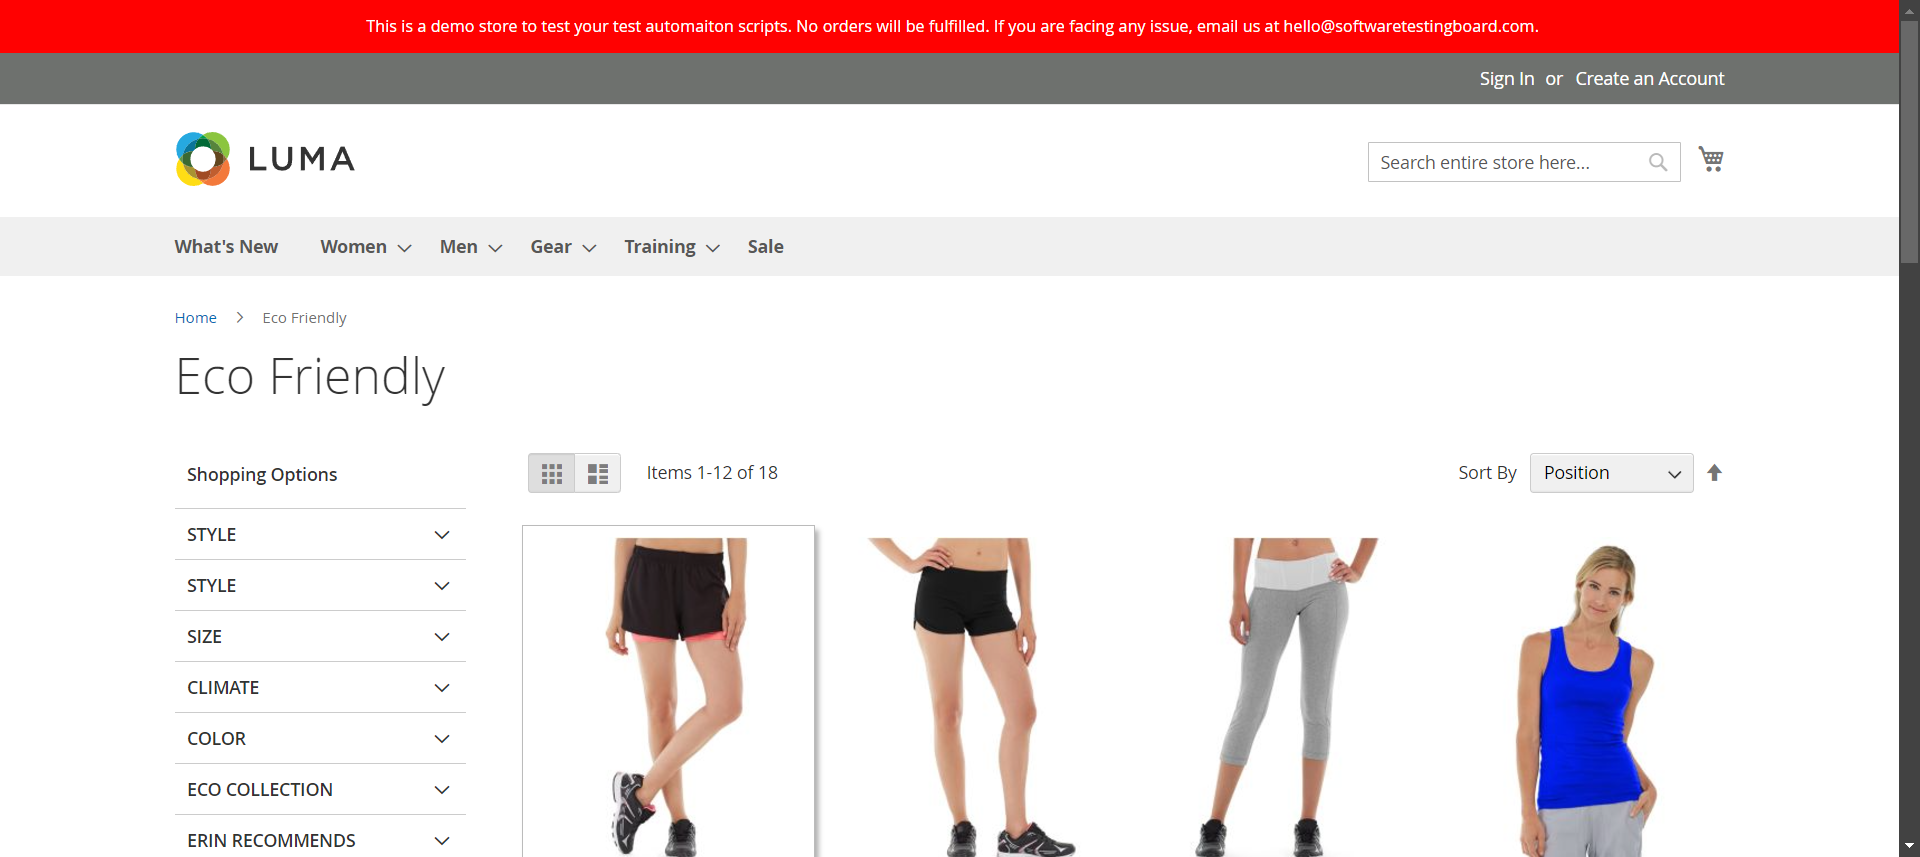 This is a demo store to test your test automaiton scripts. No orders will be fulfilled. If you are facing any issue, email us at hello@softwaretestingboard.com.
Sign In or Create an Account
LUMA
Search entire store here...
What's New Women Men Gear Training Sale
Home Eco Friendly
Eco Friendly
Shopping Options
Items 1-12 of 18
Sort By Position
STYLE
STYLE
SIZE
CLIMATE
COLOR
ECO COLLECTION
ERIN RECOMMENDS